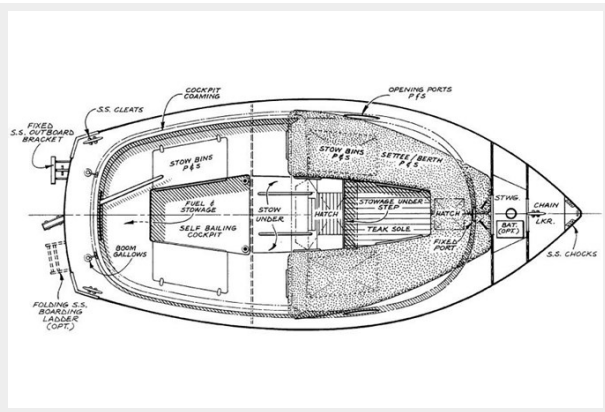 COCKPIT
COAMING
OPENING PORTS
P & S
S.S. CLEATS
FIXED
S.S. OUTBOARD
BRACKET
STOW BINS
P & S
STOW BINS
P & S
SETTEE/BERTH
P & S
FUEL &
STOWAGE
SELF BAILING
COCKPIT
STOW
UNDER
HATCH
STOWAGE UNDER
STEP
TEAK SOLE
HATCH
FIXED
PORT
STWG.
BAT.
(OPT.)
CHAIN
LKR.
S.S. CHOCKS
BOOM
GALLOWS
FOLDING S.S.
BOARDING
LADDER
(OPT.)